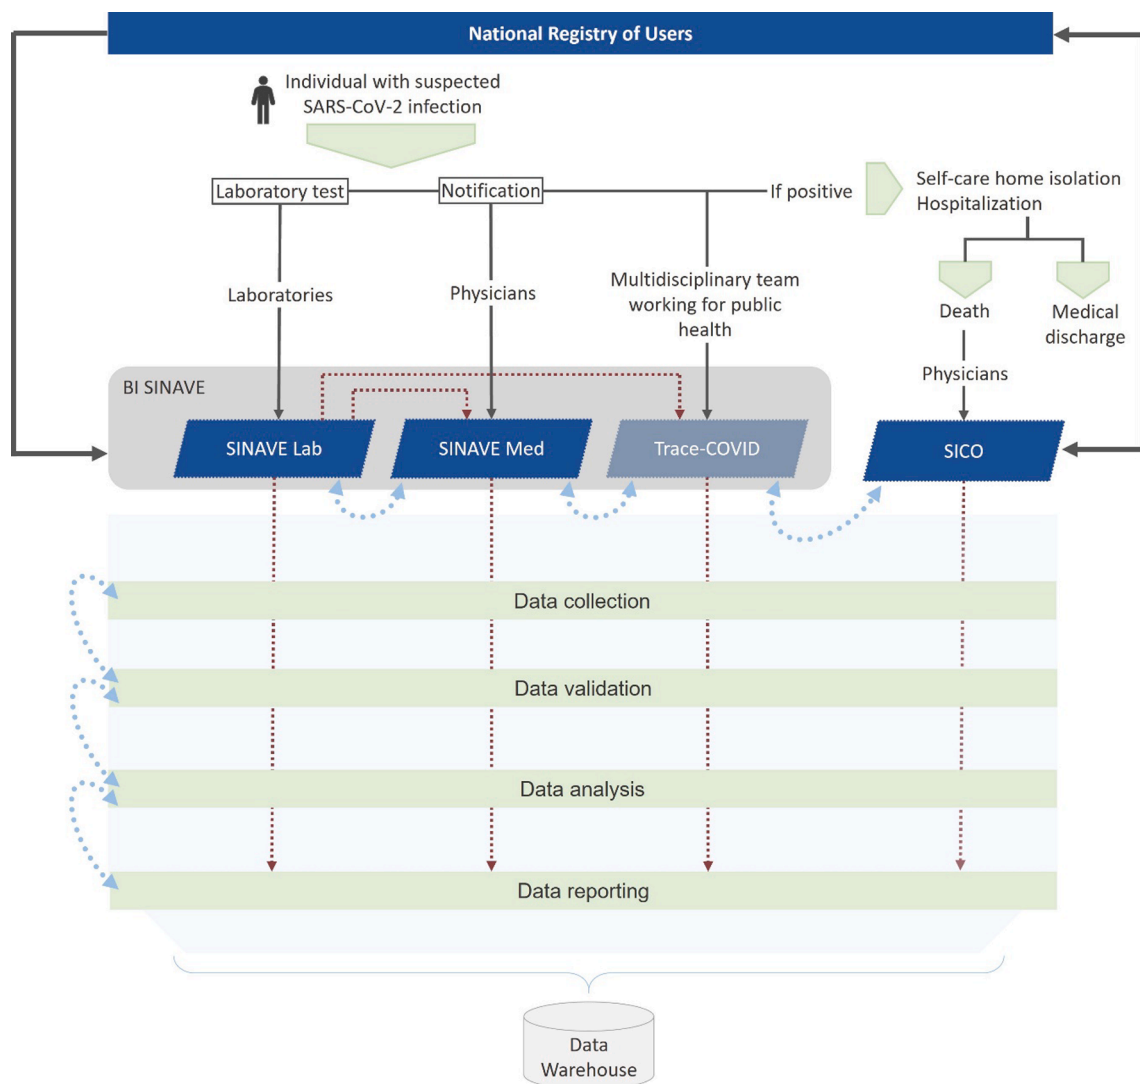 National Registry of Users
Individual with suspected
SARS-CoV-2 infection
Laboratory test
Notification
If positive
Self-care home isolation
Hospitalization
Laboratories
Physicians
Multidisciplinary team
working for public
health
Death
Medical
discharge
Physicians
BI SINAVE
SINAVE Lab
SINAVE Med
Trace-COVID
SICO
Data collection
Data validation
Data analysis
Data reporting
Data
Warehouse